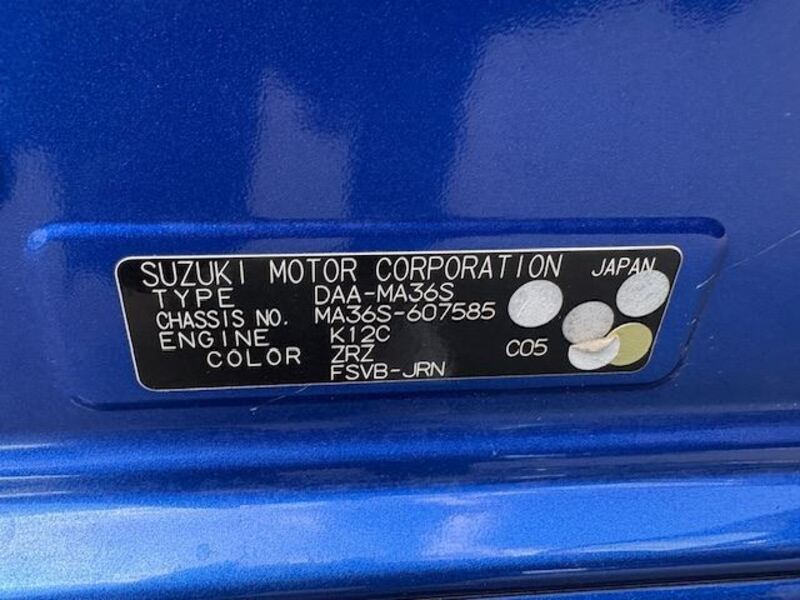 SUZUKI MOTOR CORPORATION JAPAN
TYPE DAA-MA36S
CHASSIS NO. MA36S-607585
ENGINE K12C
COLOR ZRZ C05
FSVB-JRN